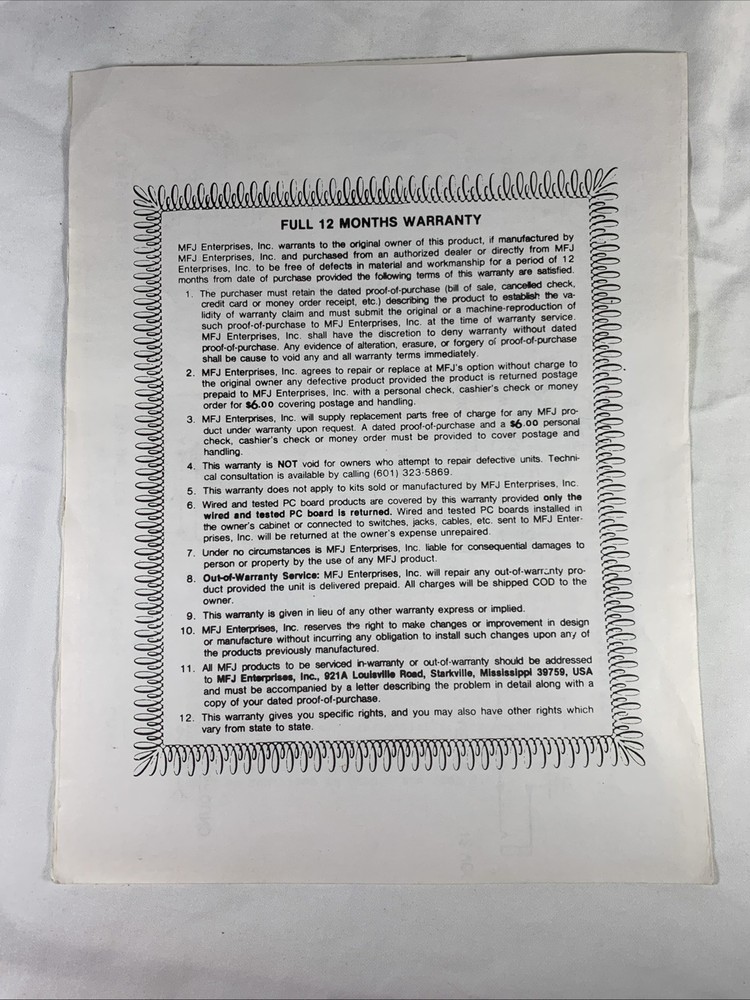 FULL 12 MONTHS WARRANTY
MFJ Enterprises, Inc. warrants to the original owner of this product, if manufactured by
MFJ Enterprises, Inc. and purchased from an authorized dealer or directly from MFJ
Enterprises, Inc. to be free of defects in material and workmanship for a period of 12
months from date of purchase provided the following terms of this warranty are satisfied.
1. The purchaser must retain the dated proof-of-purchase (bill of sale, cancelled check,
credit card or money order receipt, etc.) describing the product to establish the va-
lidity of warranty claim and must submit the original or a machine-reproduction of
such proof-of-purchase to MFJ Enterprises, Inc. at the time of warranty service.
MFJ Enterprises, Inc. shall have the discretion to deny warranty without dated
proof-of-purchase. Any evidence of alteration, erasure, or forgery of proof-of-purchase
shall be cause to void any and all warranty terms immediately.
2. MFJ Enterprises, Inc. agrees to repair or replace at MFJ's option without charge to
the original owner any defective product provided the product is returned postage
prepaid to MFJ Enterprises, Inc. with a personal check, cashier's check or money
order for $6.00 covering postage and handling.
3. MFJ Enterprises, Inc. will supply replacement parts free of charge for any MFJ pro-
duct under warranty upon request. A dated proof-of-purchase and a $6.00 personal
check, cashier's check or money order must be provided to cover postage and
handling.
4. This warranty is NOT void for owners who attempt to repair defective units. Techni-
cal consultation is available by calling (601) 323-5869.
5. This warranty does not apply to kits sold or manufactured by MFJ Enterprises, Inc.
6. Wired and tested PC board products are covered by this warranty provided only the
wired and tested PC board is returned. Wired and tested PC boards installed in
the owner's cabinet or connected to switches, jacks, cables, etc. sent to MFJ Enter-
prises, Inc. will be returned at the owner's expense unrepaired.
7. Under no circumstances is MFJ Enterprises, Inc. liable for consequential damages to
person or property by the use of any MFJ product.
8. Out-of-Warranty Service: MFJ Enterprises, Inc. will repair any out-of-warranty pro-
duct provided the unit is delivered prepaid. All charges will be shipped COD to the
owner.
9. This warranty is given in lieu of any other warranty express or implied.
10. MFJ Enterprises, Inc. reserves the right to make changes or improvement in design
or manufacture without incurring any obligation to install such changes upon any of
the products previously manufactured.
11. All MFJ products to be serviced in-warranty or out-of-warranty should be addressed
to MFJ Enterprises, Inc., 921A Louisville Road, Starkville, Mississippi 39759, USA
and must be accompanied by a letter describing the problem in detail along with a
copy of your dated proof-of-purchase.
12. This warranty gives you specific rights, and you may also have other rights which
vary from state to state.